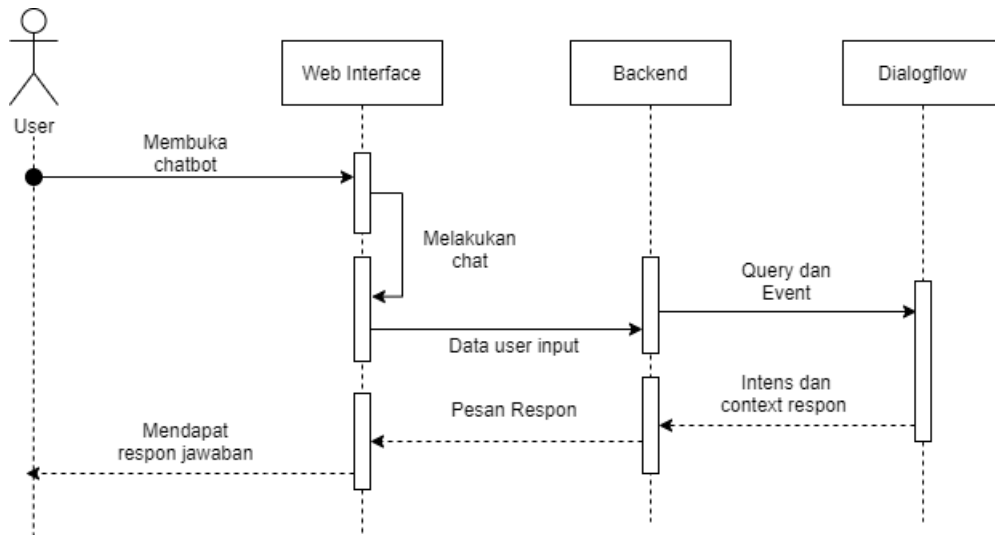 Web Interface
Backend
Dialogflow
User
Membuka
chatbot
Melakukan
chat
Query dan
Event
Data user input
Intens dan
context respon
Pesan Respon
Mendapat
respon jawaban